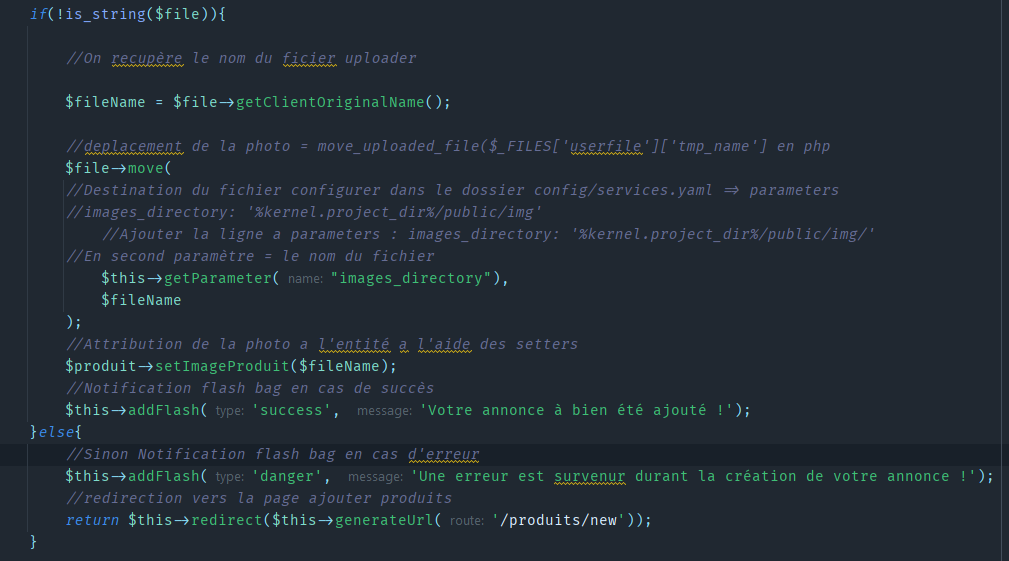 if(!is_string($file)){
//On recupère le nom du ficier uploader
$fileName = $file->getClientOriginalName();
//deplacement de la photo = move_uploaded_file($_FILES['userfile']['tmp_name'] en php
$file->move(
//Destination du fichier configurer dans le dossier config/services.yaml => parameters
//images_directory: '%kernel.project_dir%/public/img'
//Ajouter la ligne a parameters : images_directory: '%kernel.project_dir%/public/img/'
//En second paramètre = le nom du fichier
$this->getParameter( name: "images_directory"),
$fileName
);
//Attribution de la photo a l'entité a l'aide des setters
$produit->setImageProduit($fileName);
//Notification flash bag en cas de succès
$this->addFlash( type: 'success', message: 'Votre annonce à bien été ajouté !');
}else{
//Sinon Notification flash bag en cas d'erreur
$this->addFlash( type: 'danger', message: 'Une erreur est survenur durant la création de votre annonce !');
//redirection vers la page ajouter produits
return $this->redirect($this->generateUrl( route: '/produits/new'));
}